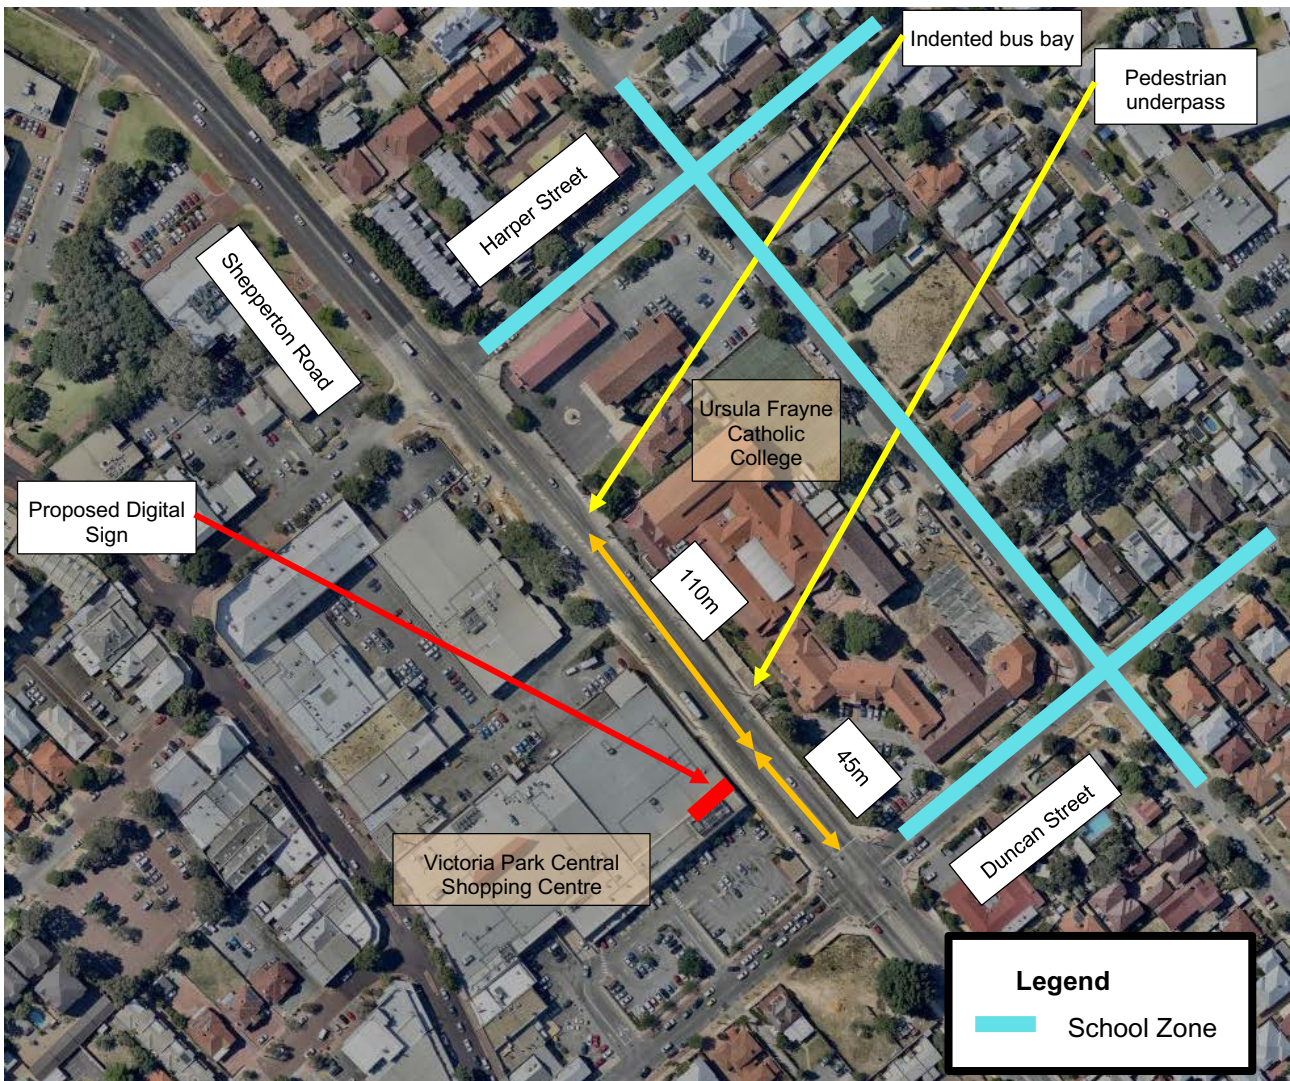 Indented bus bay
Pedestrian
underpass
Harper Street
Shepperton Road
Ursula Frayne
Catholic
College
Proposed Digital
Sign
110m
45m
Victoria Park Central
Shopping Centre
Duncan Street
Legend
School Zone